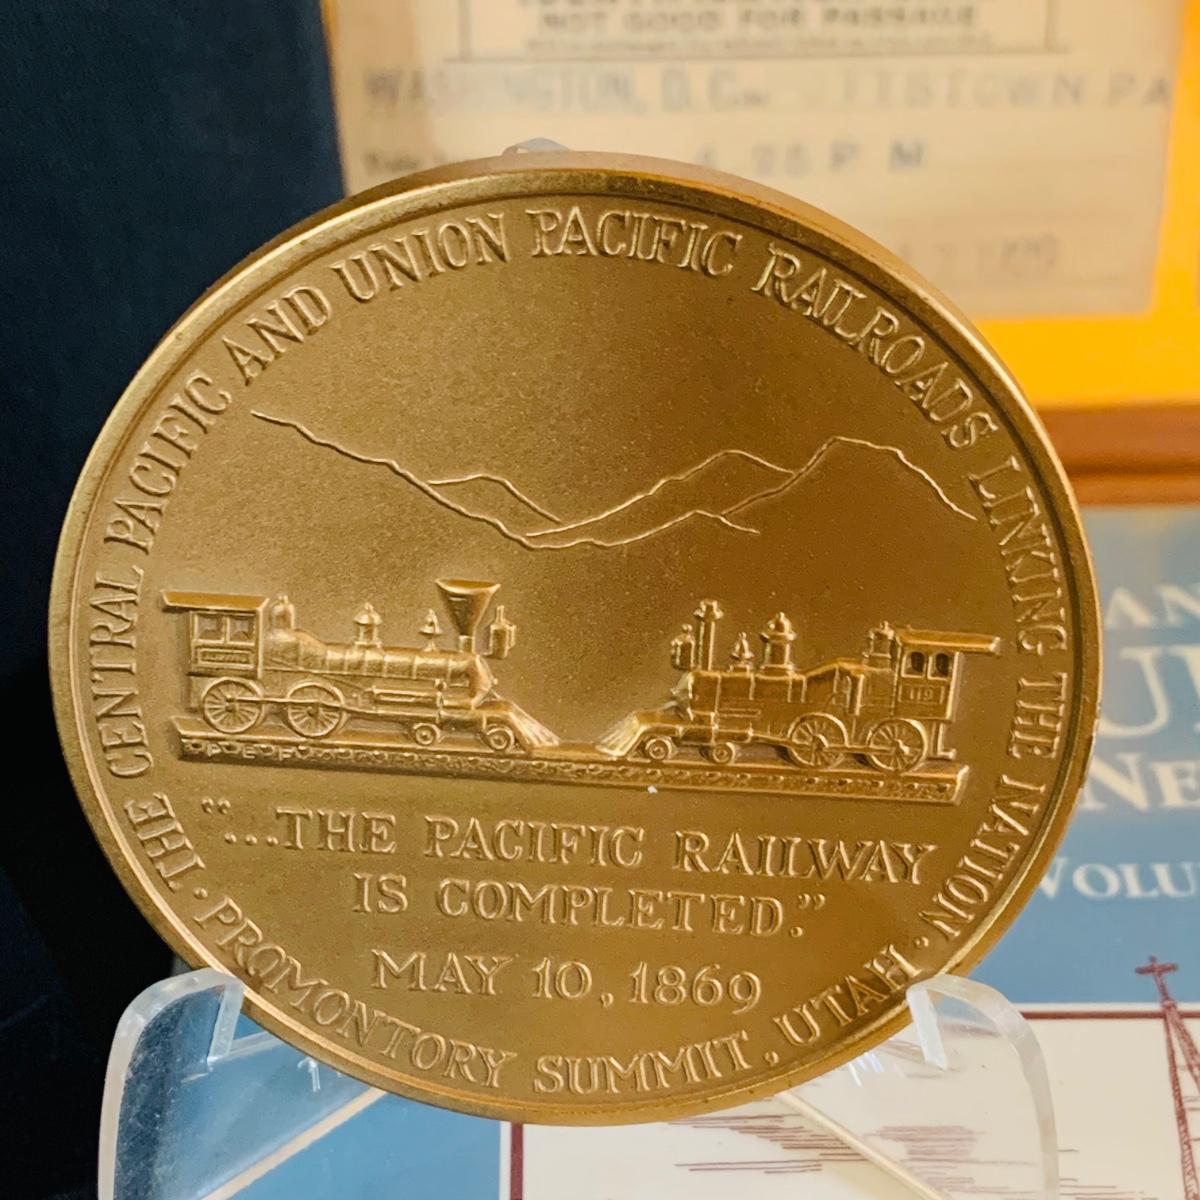 NOT GOOD FOR PASSAGE
WASHINGTON, D.C.
P M
THE CENTRAL PACIFIC AND UNION PACIFIC RAILROADS LINKING THE NATION.
119
"...THE PACIFIC RAILWAY
IS COMPLETED."
MAY 10, 1869
· PROMONTORY SUMMIT, UTAH ·